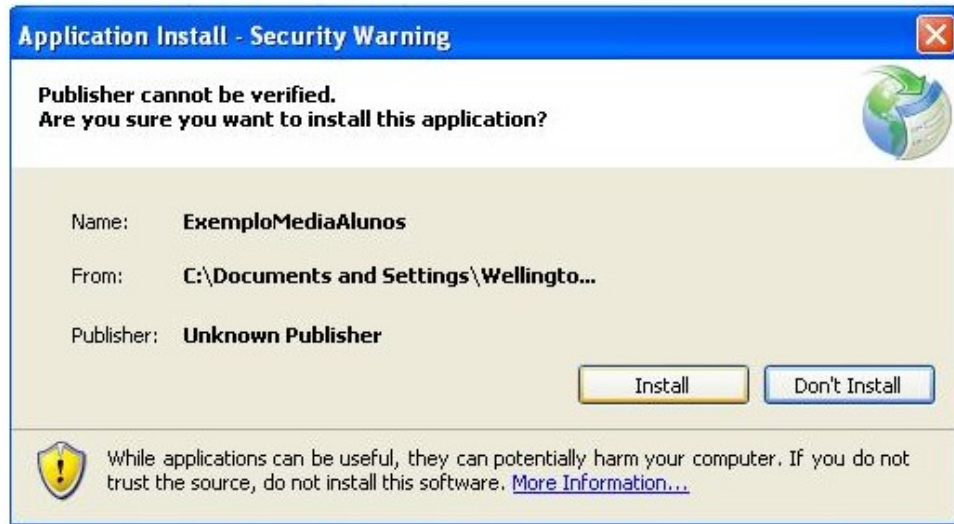 Application Install - Security Warning
Publisher cannot be verified.
Are you sure you want to install this application?
Name: ExemploMediaAlunos
From: C:\Documents and Settings\Wellingto...
Publisher: Unknown Publisher
Install Don't Install
While applications can be useful, they can potentially harm your computer. If you do not
trust the source, do not install this software. More Information...